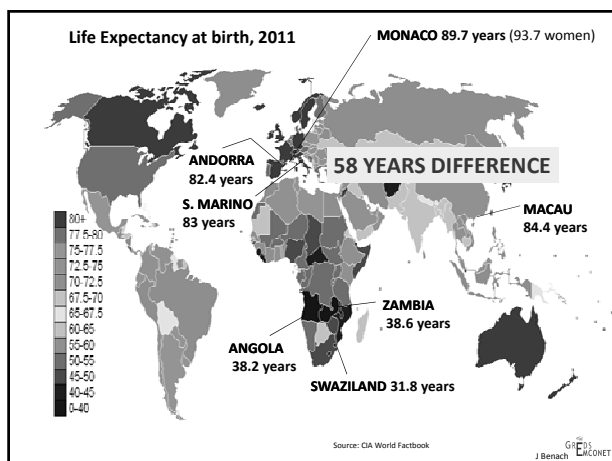 Life Expectancy at birth, 2011
MONACO 89.7 years (93.7 women)
ANDORRA
82.4 years
58 YEARS DIFFERENCE
S. MARINO
83 years
MACAU
84.4 years
80+
77.5-80
75-77.5
72.5-75
70-72.5
67.5-70
65-67.5
60-65
55-60
50-55
45-50
40-45
0-40
ZAMBIA
38.6 years
ANGOLA
38.2 years
SWAZILAND 31.8 years
Source: CIA World Factbook
J Benach
GREDS
EMCONET